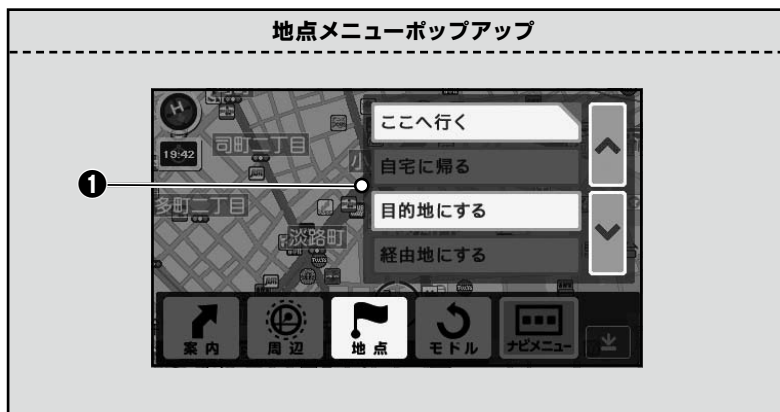 地点メニューポップアップ
H
19:42
司町二丁目
多町二丁目
淡路町
❶
ここへ行く
自宅に帰る
目的地にする
経由地にする
案内
周辺
地点
モドル
ナビメニュー